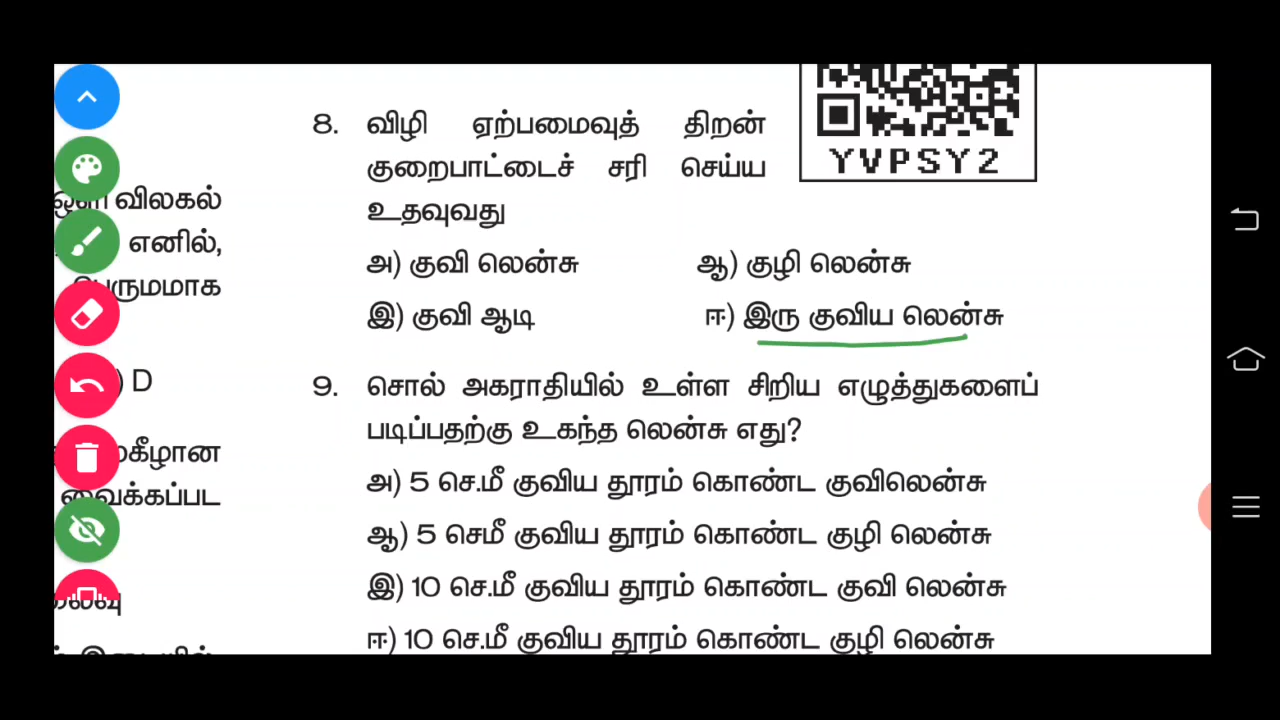 YVPSY2
8. விழி ஏற்பமைவுத் திறன்
குறைபாட்டைச் சரி செய்ய
உதவுவது
அ) குவி லென்சு ஆ) குழி லென்சு
இ) குவி ஆடி ஈ) இரு குவிய லென்சு
9. சொல் அகராதியில் உள்ள சிறிய எழுத்துகளைப்
படிப்பதற்கு உகந்த லென்சு எது?
அ) 5 செ.மீ குவிய தூரம் கொண்ட குவிலென்சு
ஆ) 5 செமீ குவிய தூரம் கொண்ட குழி லென்சு
இ) 10 செ.மீ குவிய தூரம் கொண்ட குவி லென்சு
ஈ) 10 செ.மீ குவிய தூரம் கொண்ட குழி லென்சு
விலகல்
எனில்,
) D
வைக்கப்பட